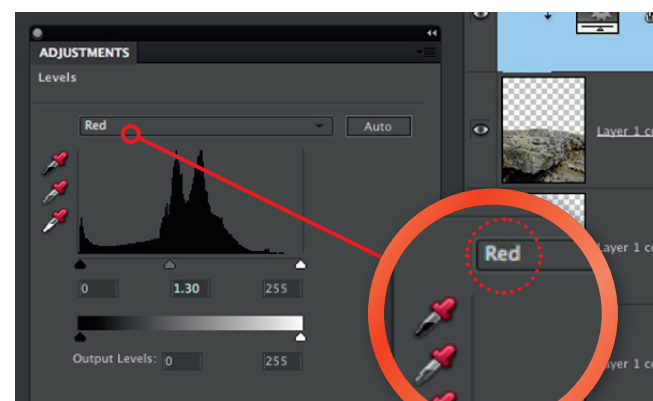 ADJUSTMENTS
Levels
Red
Auto
Layer 1 co
Red
Layer 1 co
0
1.30
255
Layer 1 co
Output Levels:
0
255